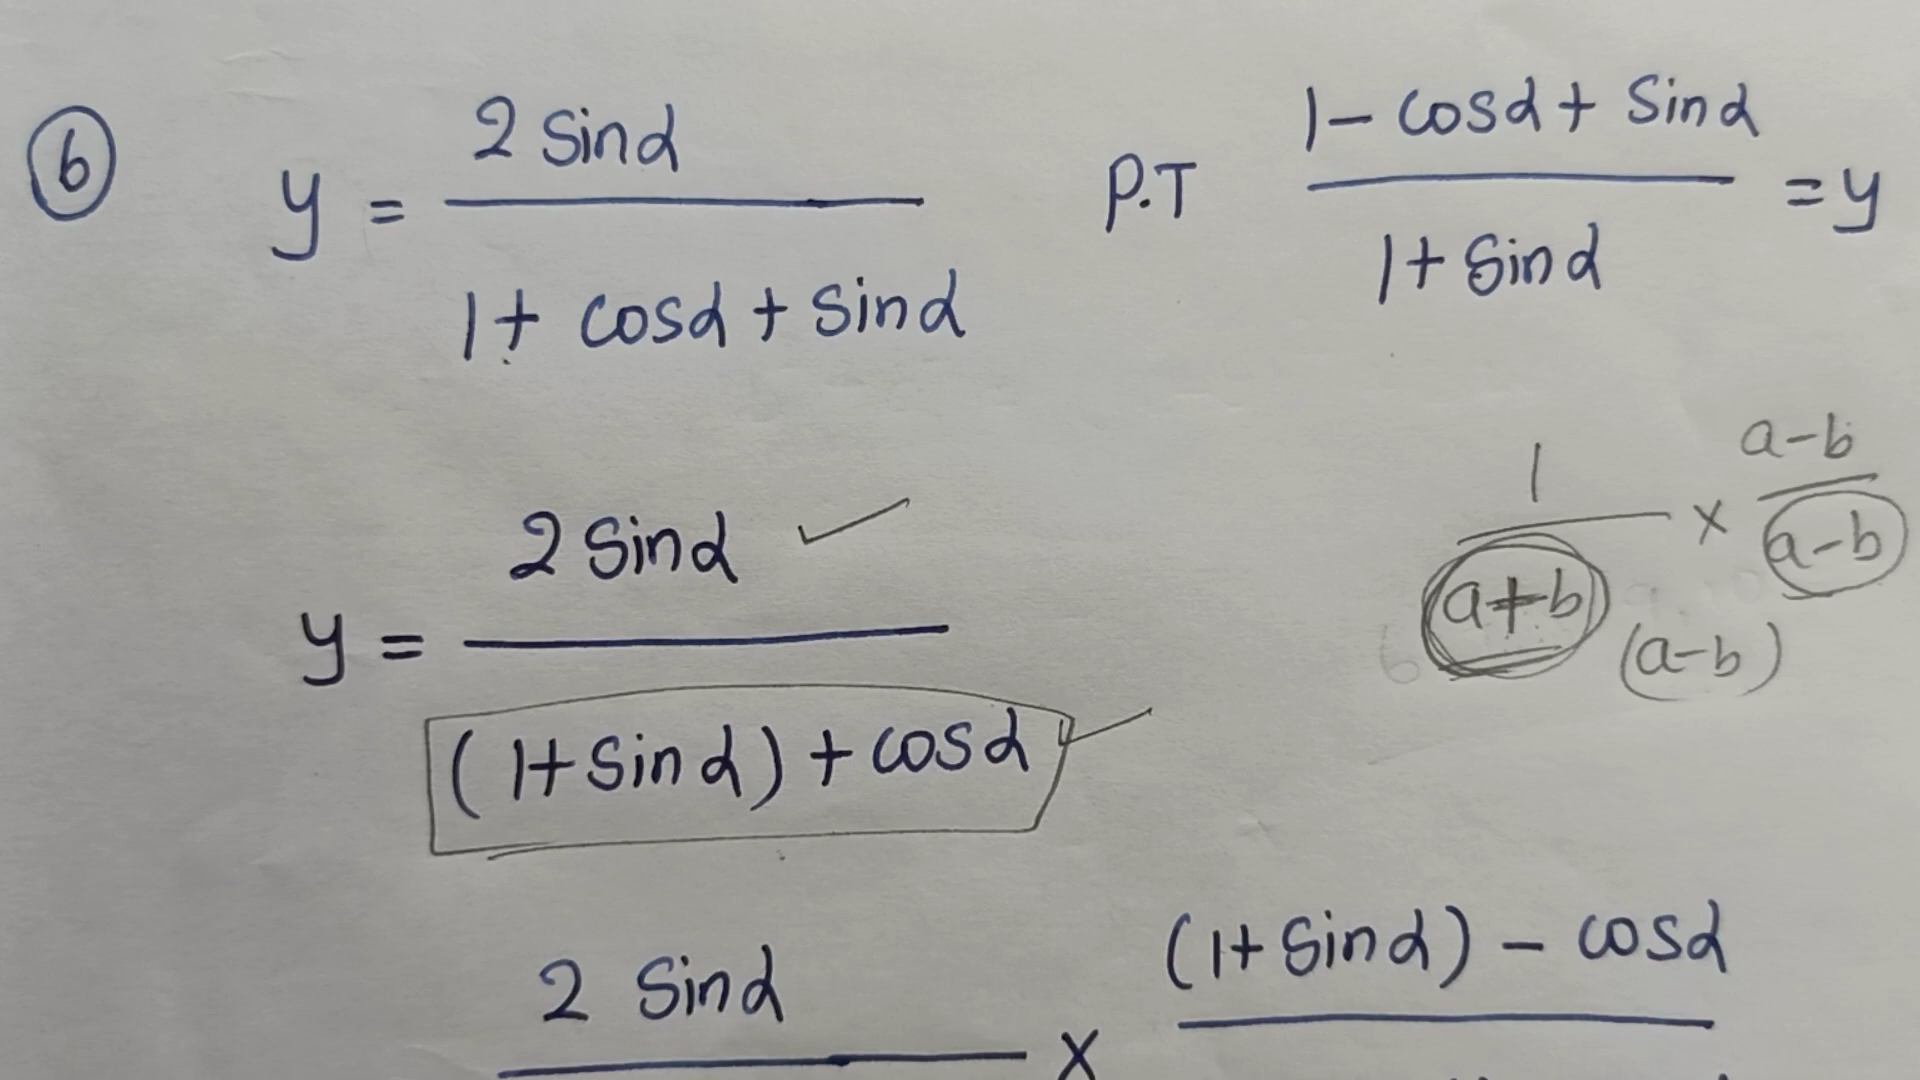 6 y = 2 sinα / 1 + cosα + sinα P.T 1 - cosα + sinα / 1 + sinα = y
1 / a+b (a-b) × a-b / a-b
y = 2 sinα / (1 + sinα) + cosα
2 sinα × (1 + sinα) - cosα